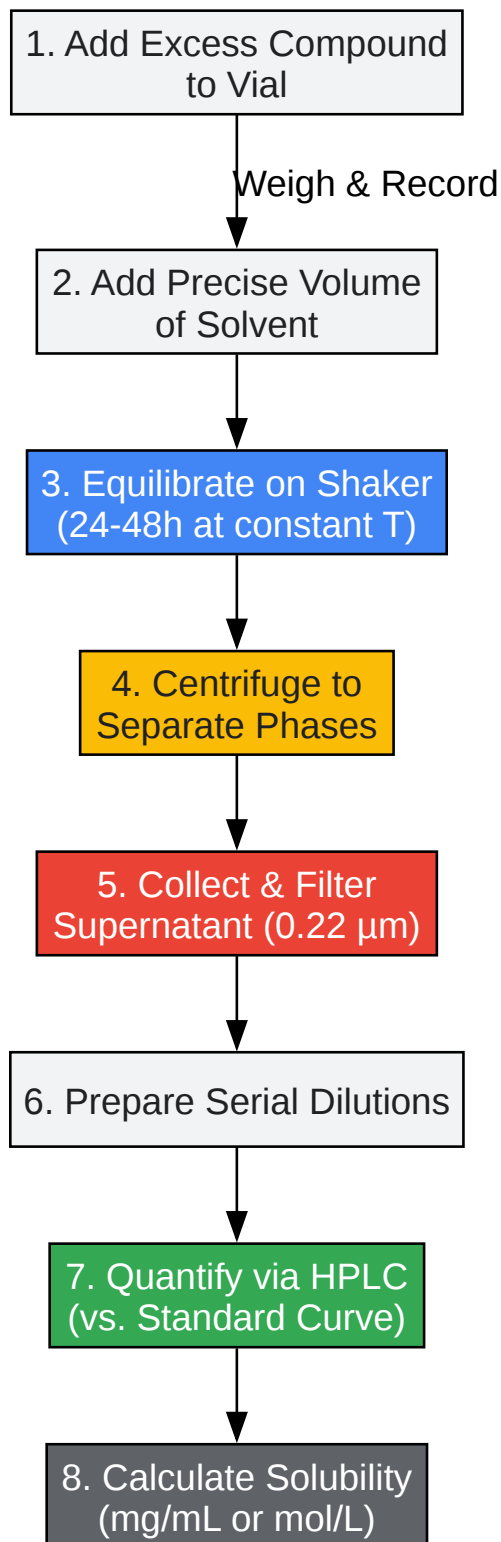 1. Add Excess Compound
to Vial
Weigh & Record
2. Add Precise Volume
of Solvent
3. Equilibrate on Shaker
(24-48h at constant T)
4. Centrifuge to
Separate Phases
5. Collect & Filter
Supernatant (0.22 µm)
6. Prepare Serial Dilutions
7. Quantify via HPLC
(vs. Standard Curve)
8. Calculate Solubility
(mg/mL or mol/L)